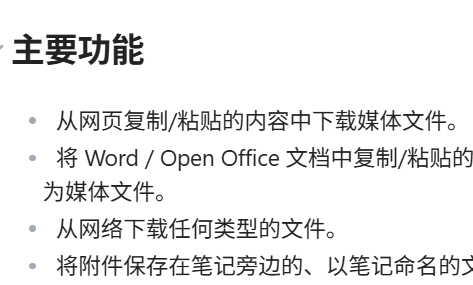 主要功能
从网页复制/粘贴的内容中下载媒体文件。
将 Word / Open Office 文档中复制/粘贴的
为媒体文件。
从网络下载任何类型的文件。
将附件保存在笔记旁边的、以笔记命名的文